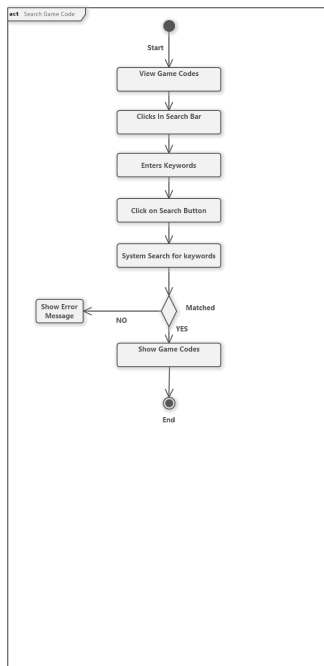 act Search Game Code
Start
View Game Codes
Clicks In Search Bar
Enters Keywords
Click on Search Button
System Search for keywords
Matched
Show Error
Message
NO
YES
Show Game Codes
End